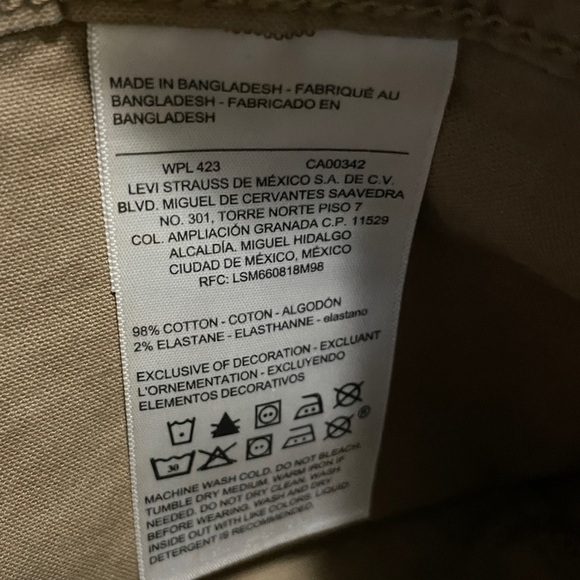 MADE IN BANGLADESH - FABRIQUÉ AU
BANGLADESH - FABRICADO EN
BANGLADESH
WPL 423 CA00342
LEVI STRAUSS DE MÉXICO S.A. DE C.V.
BLVD. MIGUEL DE CERVANTES SAAVEDRA
NO. 301, TORRE NORTE PISO 7
COL. AMPLIACIÓN GRANADA C.P. 11529
ALCALDÍA. MIGUEL HIDALGO
CIUDAD DE MÉXICO, MÉXICO
RFC: LSM660818M98
98% COTTON - COTON - ALGODÓN
2% ELASTANE - ELASTHANNE - elastano
EXCLUSIVE OF DECORATION - EXCLUANT
L'ORNEMENTATION - EXCLUYENDO
ELEMENTOS DECORATIVOS
®
30
MACHINE WASH COLD. DO NOT BLEACH.
TUMBLE DRY MEDIUM. WARM IRON IF
NEEDED. DO NOT DRY CLEAN. WASH
BEFORE WEARING. WASH AND DRY
INSIDE OUT WITH LIKE COLORS. LIQUID
DETERGENT IS RECOMMENDED.